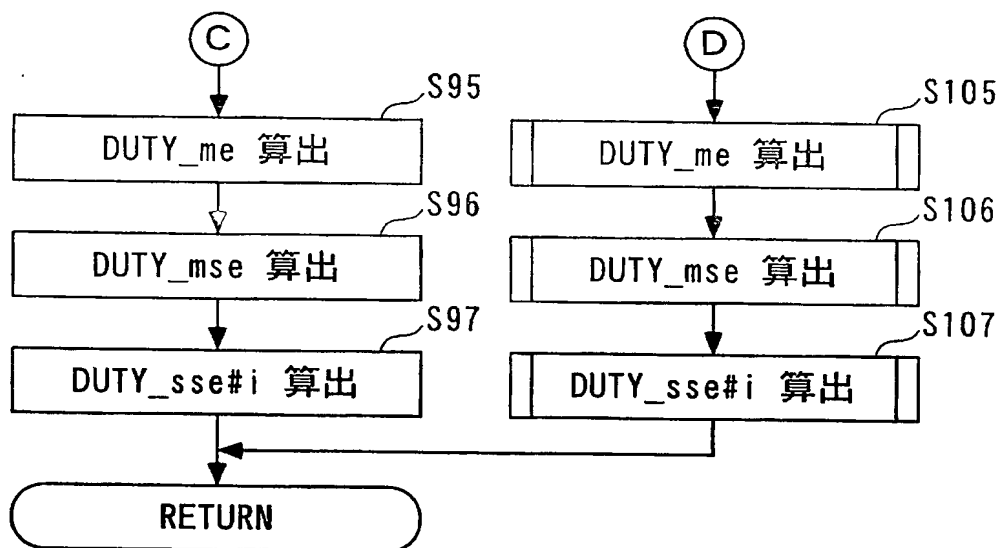 C
S95
DUTY_me 算出
S96
DUTY_mse 算出
S97
DUTY_sse#i 算出
D
S105
DUTY_me 算出
S106
DUTY_mse 算出
S107
DUTY_sse#i 算出
RETURN